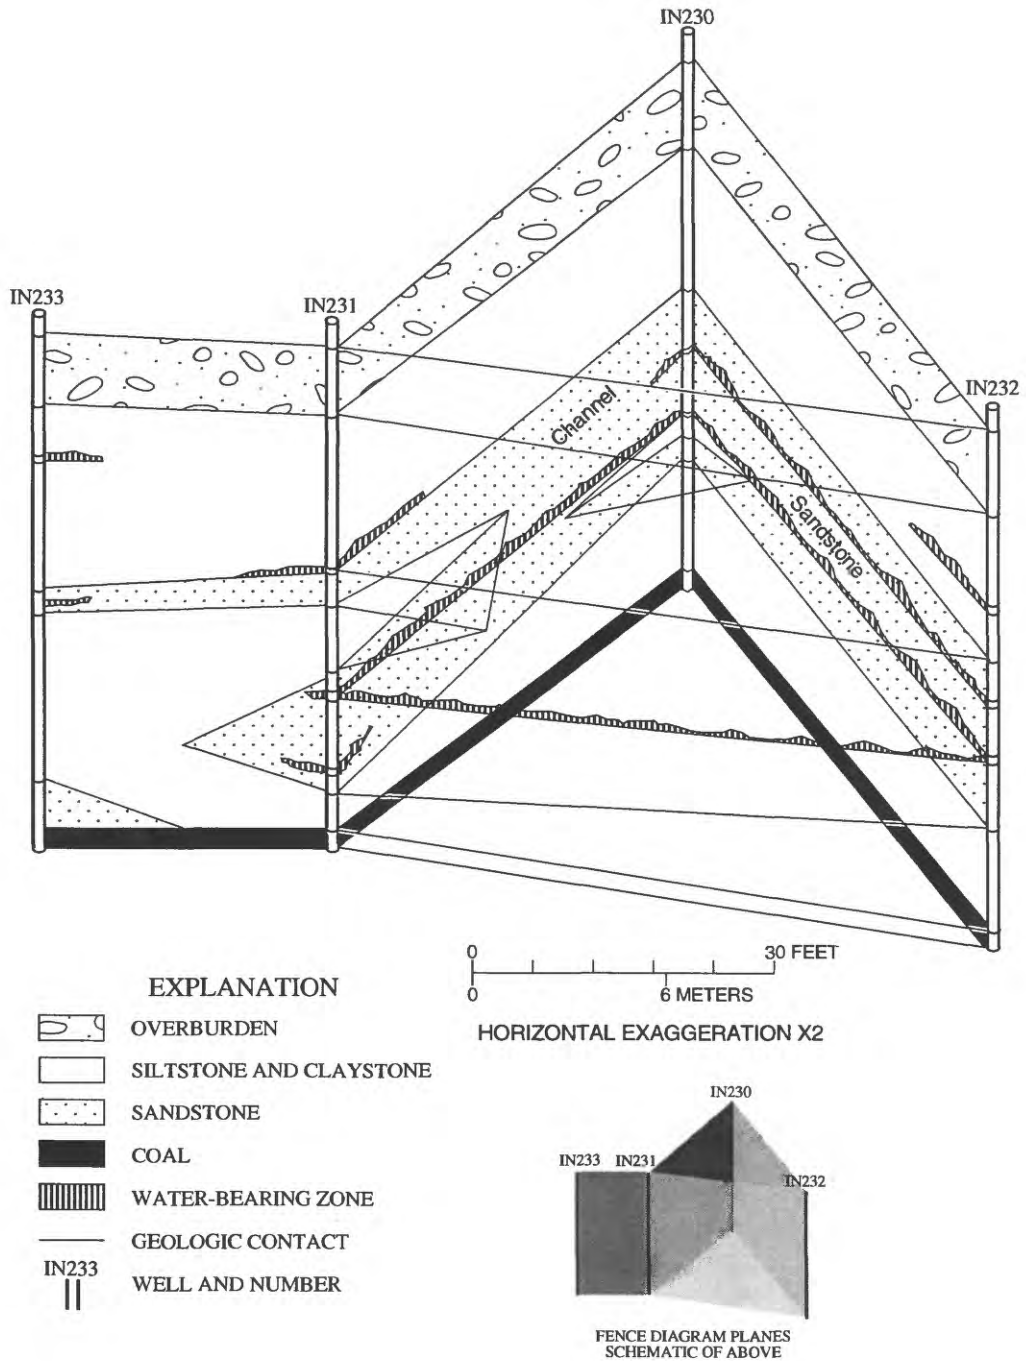 IN230
IN233
IN231
IN232
Channel
Sandstone
0 30 FEET
0 6 METERS
HORIZONTAL EXAGGERATION X2
EXPLANATION
OVERBURDEN
SILTSTONE AND CLAYSTONE
SANDSTONE
COAL
WATER-BEARING ZONE
GEOLOGIC CONTACT
IN233
WELL AND NUMBER
IN230
IN233 IN231
IN232
FENCE DIAGRAM PLANES
SCHEMATIC OF ABOVE